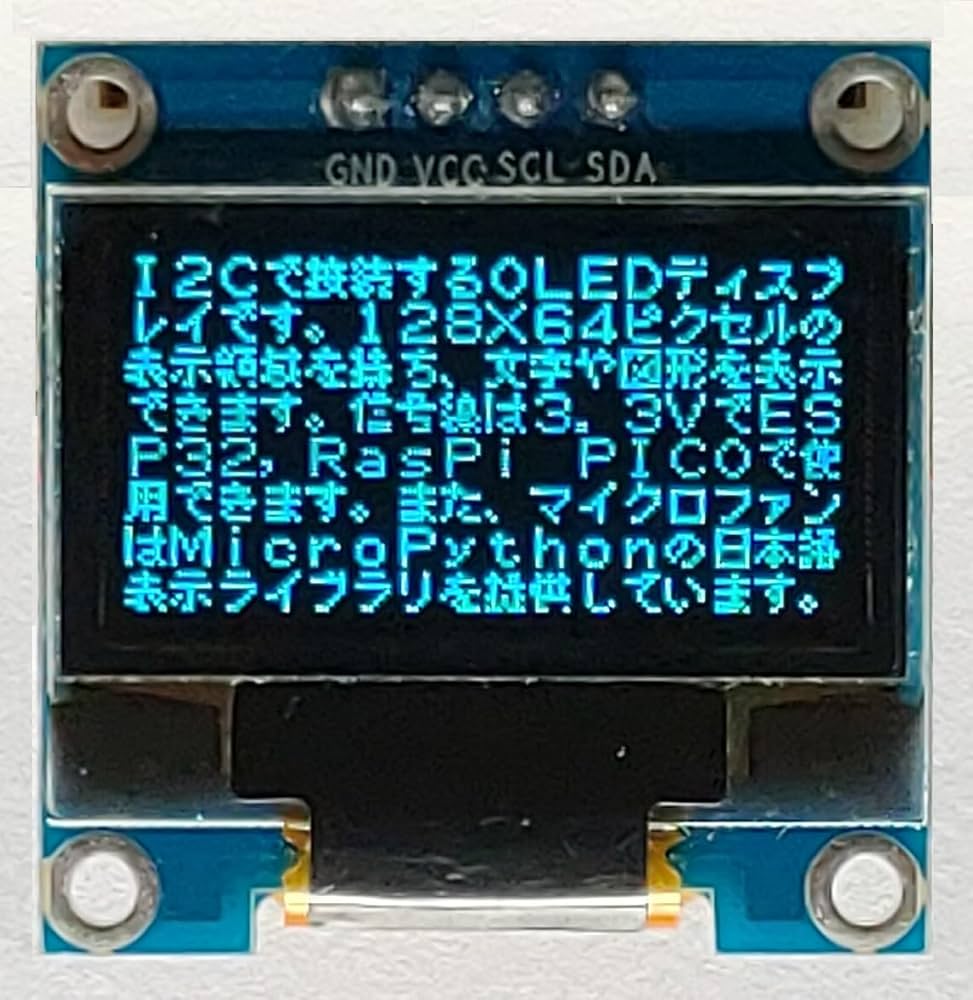 GND VCC SCL SDA
I2Cで接続するOLEDディスプ
レイです。128X64ピクセルの
表示領域を持ち、文字や図形を表示
できます。信号線は3.3VでES
P32,RasPi PICOで使
用できます。また、マイクロファン
はMicroPythonの日本語
表示ライブラリを提供しています。